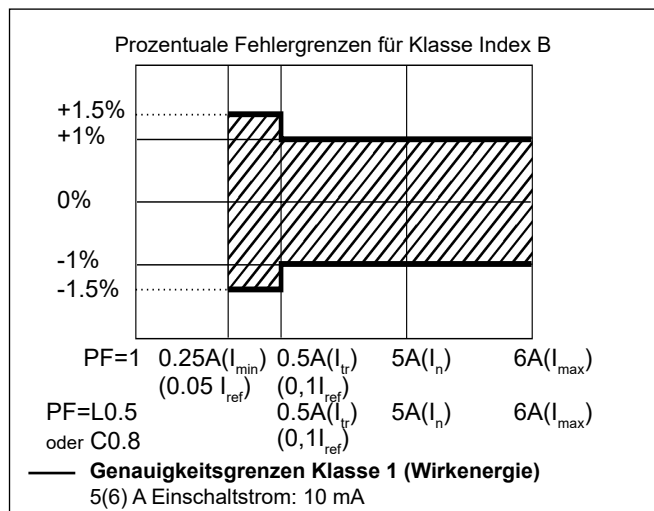 Prozentuale Fehlergrenzen für Klasse Index B
+1.5%
+1%
0%
-1%
-1.5%
PF=1 0.25A(Imin) 0.5A(Itr) 5A(In) 6A(Imax)
(0.05 Iref) (0,1Iref)
PF=L0.5 0.5A(Itr) 5A(In) 6A(Imax)
oder C0.8 (0,1Iref)
Genauigkeitsgrenzen Klasse 1 (Wirkenergie)
5(6) A Einschaltstrom: 10 mA